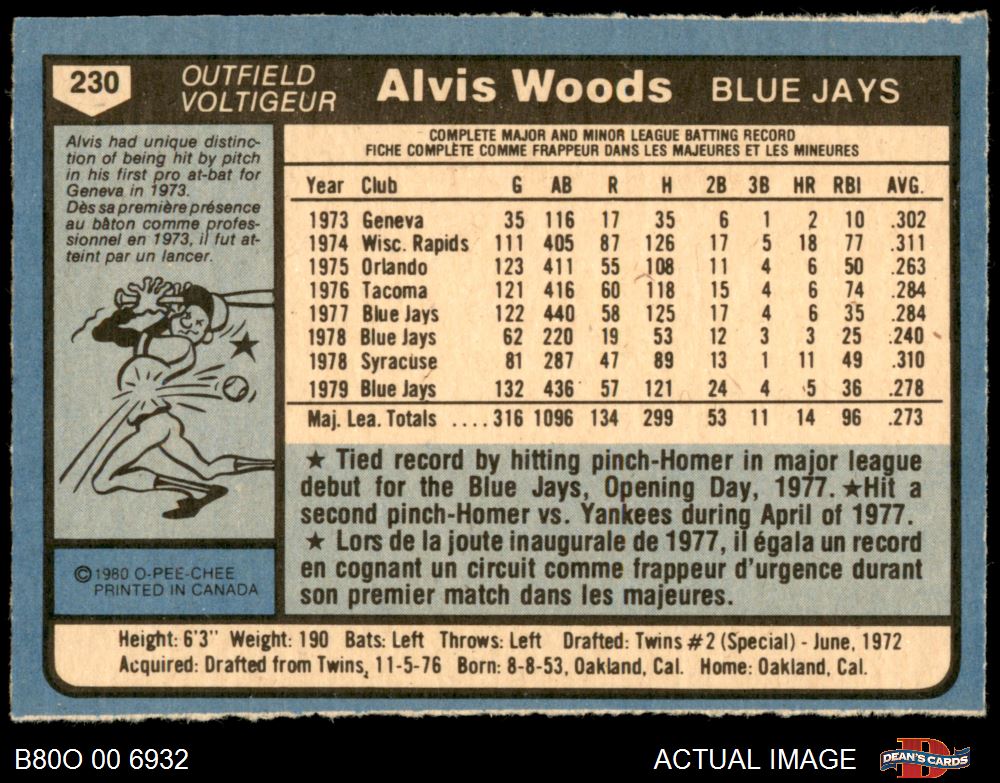 230
OUTFIELD
VOLTIGEUR
Alvis Woods
BLUE JAYS
Alvis had unique distinc-
tion of being hit by pitch
in his first pro at-bat for
Geneva in 1973.
Dès sa première présence
au bâton comme profes-
sionnel en 1973, il fut at-
teint par un lancer.
©1980 O-PEE-CHEE
PRINTED IN CANADA
COMPLETE MAJOR AND MINOR LEAGUE BATTING RECORD
FICHE COMPLÈTE COMME FRAPPEUR DANS LES MAJEURES ET LES MINEURES
Year Club G AB R H 2B 3B HR RBI AVG.
1973 Geneva 35 116 17 35 6 1 2 10 .302
1974 Wisc. Rapids 111 405 87 126 17 5 18 77 .311
1975 Orlando 123 411 55 108 11 4 6 50 .263
1976 Tacoma 121 416 60 118 15 4 6 74 .284
1977 Blue Jays 122 440 58 125 17 4 6 35 .284
1978 Blue Jays 62 220 19 53 12 3 3 25 .240
1978 Syracuse 81 287 47 89 13 1 11 49 .310
1979 Blue Jays 132 436 57 121 24 4 5 36 .278
Maj. Lea. Totals ....316 1096 134 299 53 11 14 96 .273
★ Tied record by hitting pinch-Homer in major league
debut for the Blue Jays, Opening Day, 1977. ★Hit a
second pinch-Homer vs. Yankees during April of 1977.
★ Lors de la joute inaugurale de 1977, il égala un record
en cognant un circuit comme frappeur d'urgence durant
son premier match dans les majeures.
Height: 6'3" Weight: 190 Bats: Left Throws: Left Drafted: Twins #2 (Special) - June, 1972
Acquired: Drafted from Twins, 11-5-76 Born: 8-8-53, Oakland, Cal. Home: Oakland, Cal.
B80O 00 6932
ACTUAL IMAGE
D
DEAN'S CARDS